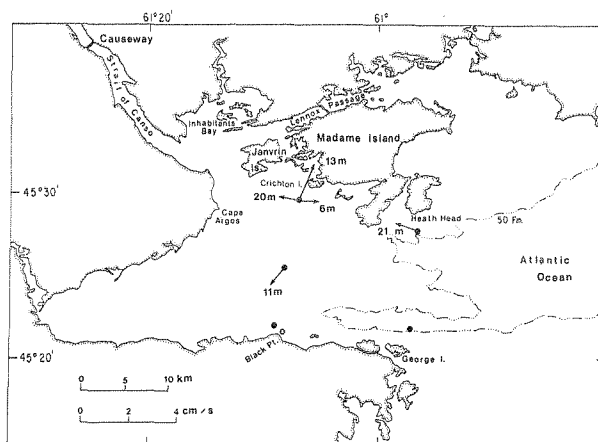 61°20'
61°
Causeway
Strait of Canso
Inhabitants
Bay
Lennox Passage
Madame Island
Janvrin
Is.
13m
Crichton I.
45°30'
20m
6m
Cape
Argos
Heath Head
21 m
50 Fm.
Atlantic
Ocean
11m
Black Pt.
George I.
45°20'
0 5 10 km
0 2 4 cm/s